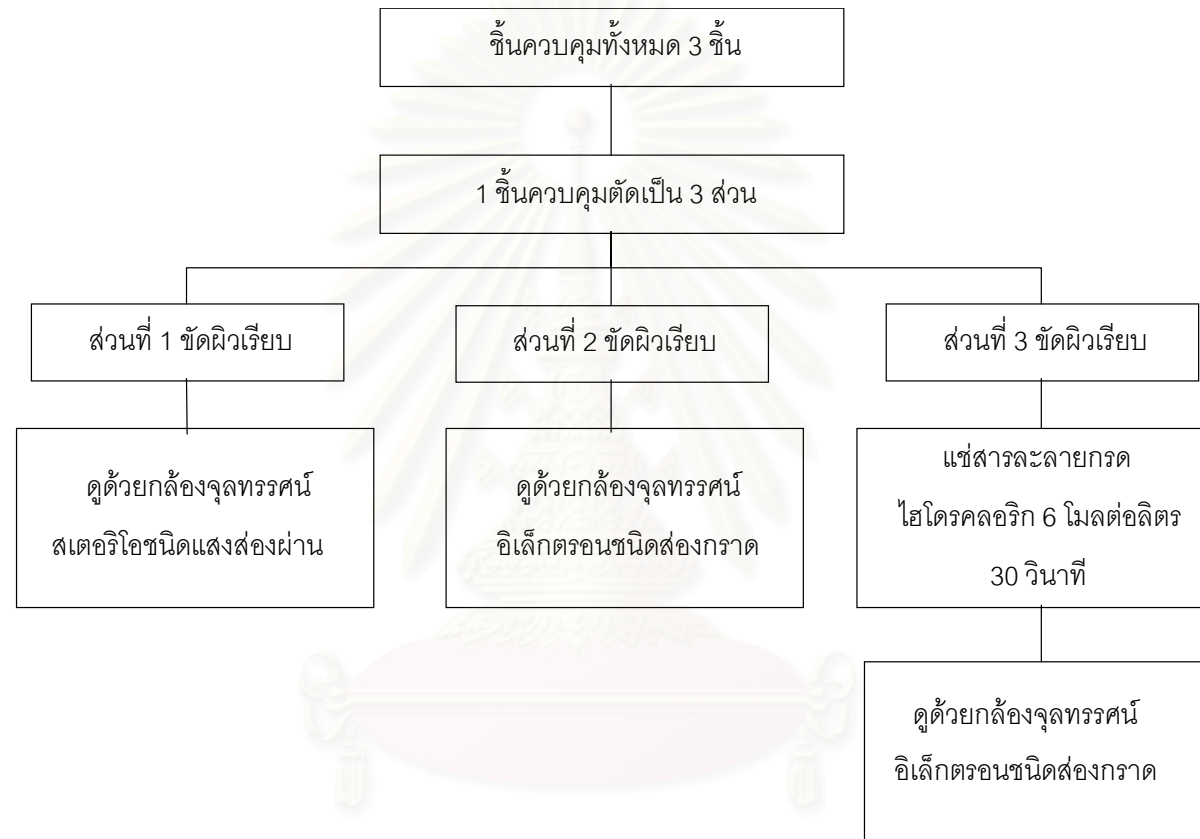 ชิ้นควบคุมทั้งหมด 3 ชิ้น
1 ชิ้นควบคุมตัดเป็น 3 ส่วน
ส่วนที่ 1 ขัดผิวเรียบ
ส่วนที่ 2 ขัดผิวเรียบ
ส่วนที่ 3 ขัดผิวเรียบ
ดูด้วยกล้องจุลทรรศน์
สเตอริโอชนิดแสงส่องผ่าน
ดูด้วยกล้องจุลทรรศน์
อิเล็กตรอนชนิดส่องกราด
แช่สารละลายกรด
ไฮโดรคลอริก 6 โมลต่อลิตร
30 วินาที
ดูด้วยกล้องจุลทรรศน์
อิเล็กตรอนชนิดส่องกราด